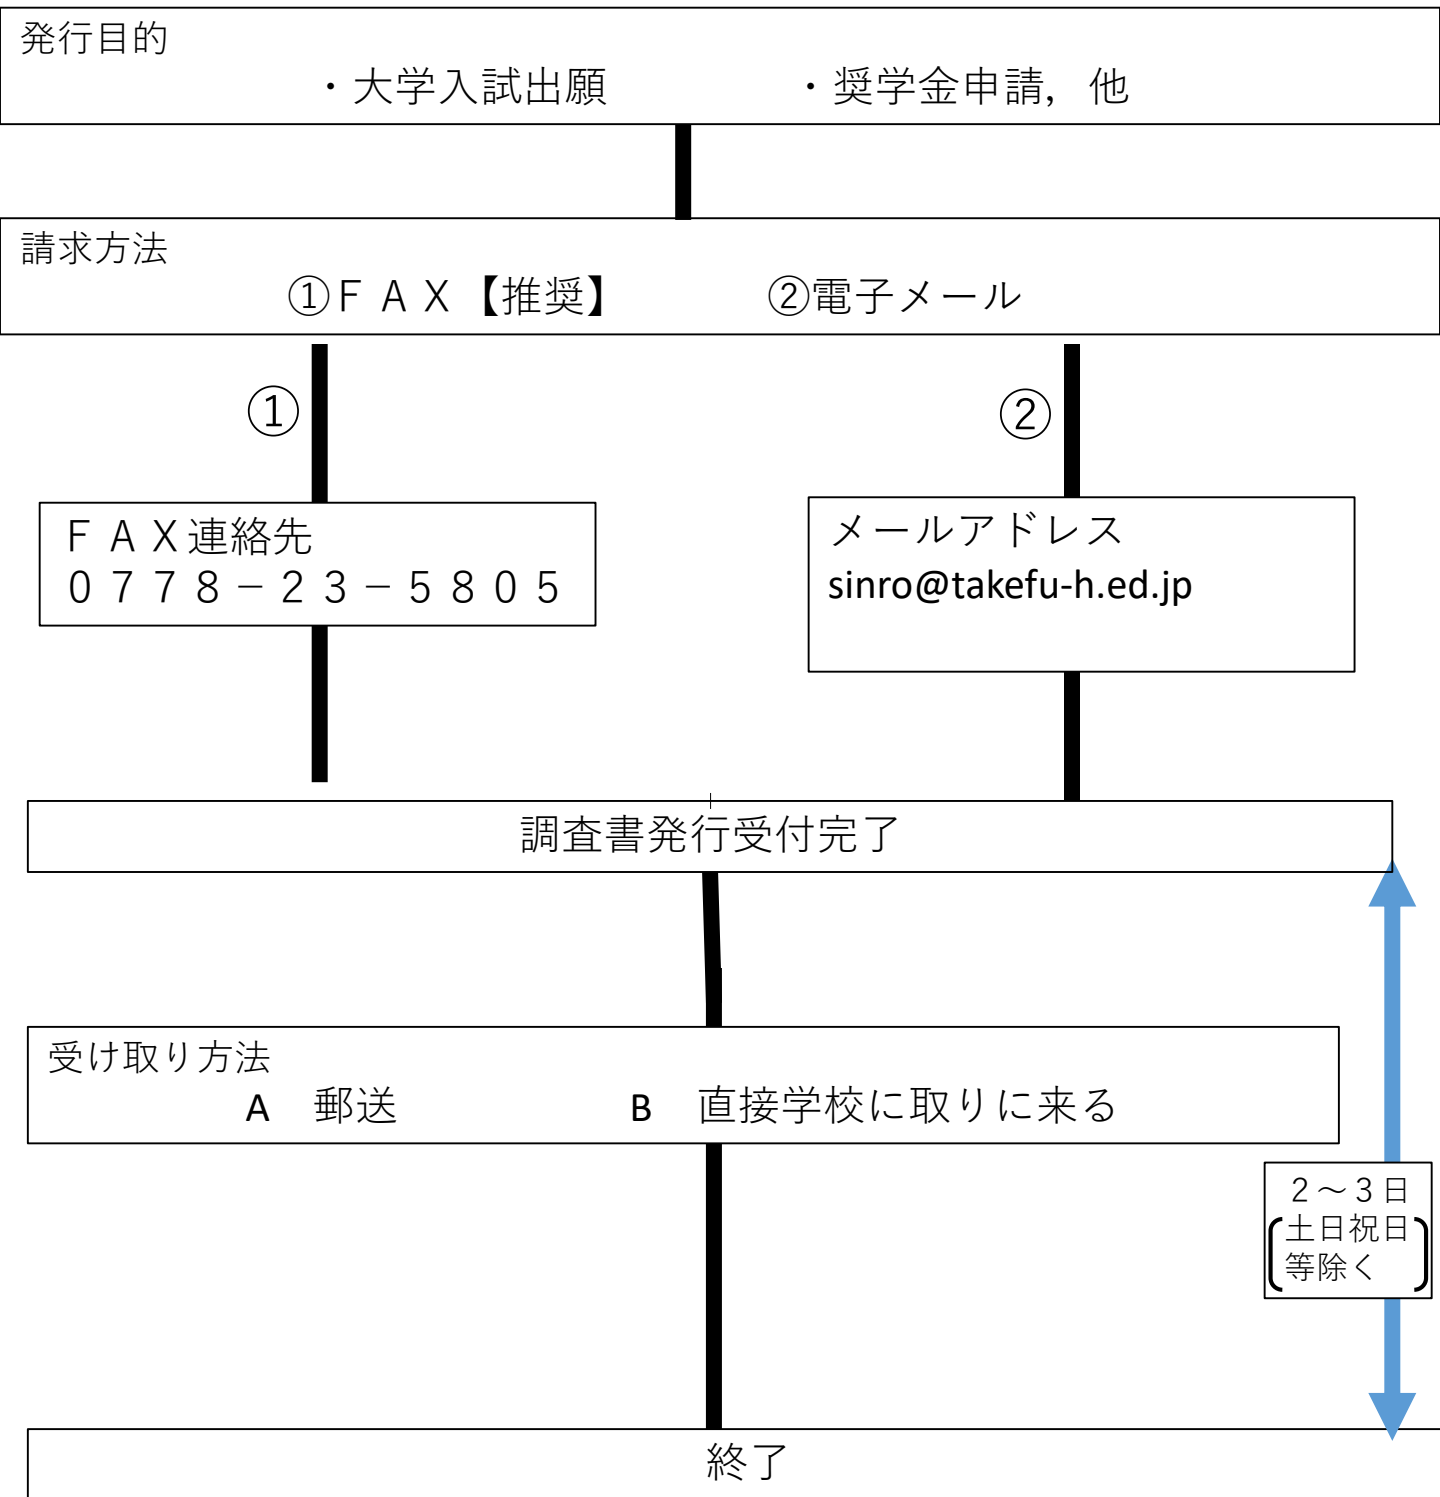 発行目的
・大学入試出願　　　　・奨学金申請，他
請求方法
①ＦＡＸ【推奨】　　　②電子メール
①
②
ＦＡＸ連絡先
０７７８－２３－５８０５
メールアドレス
sinro@takefu-h.ed.jp
調査書発行受付完了
受け取り方法
A　郵送　　　　　B　直接学校に取りに来る
２～３日
土日祝日
等除く
終了